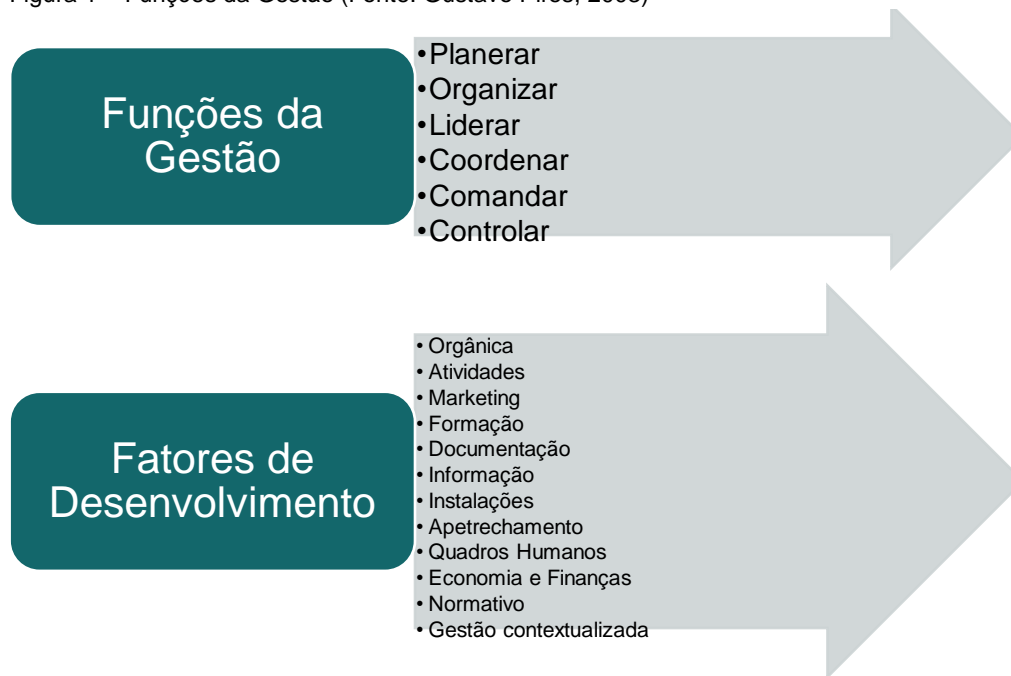 Funções da
Gestão
•Planerar
•Organizar
•Liderar
•Coordenar
•Comandar
•Controlar
Fatores de
Desenvolvimento
• Orgânica
• Atividades
• Marketing
• Formação
• Documentação
• Informação
• Instalações
• Apetrechamento
• Quadros Humanos
• Economia e Finanças
• Normativo
• Gestão contextualizada